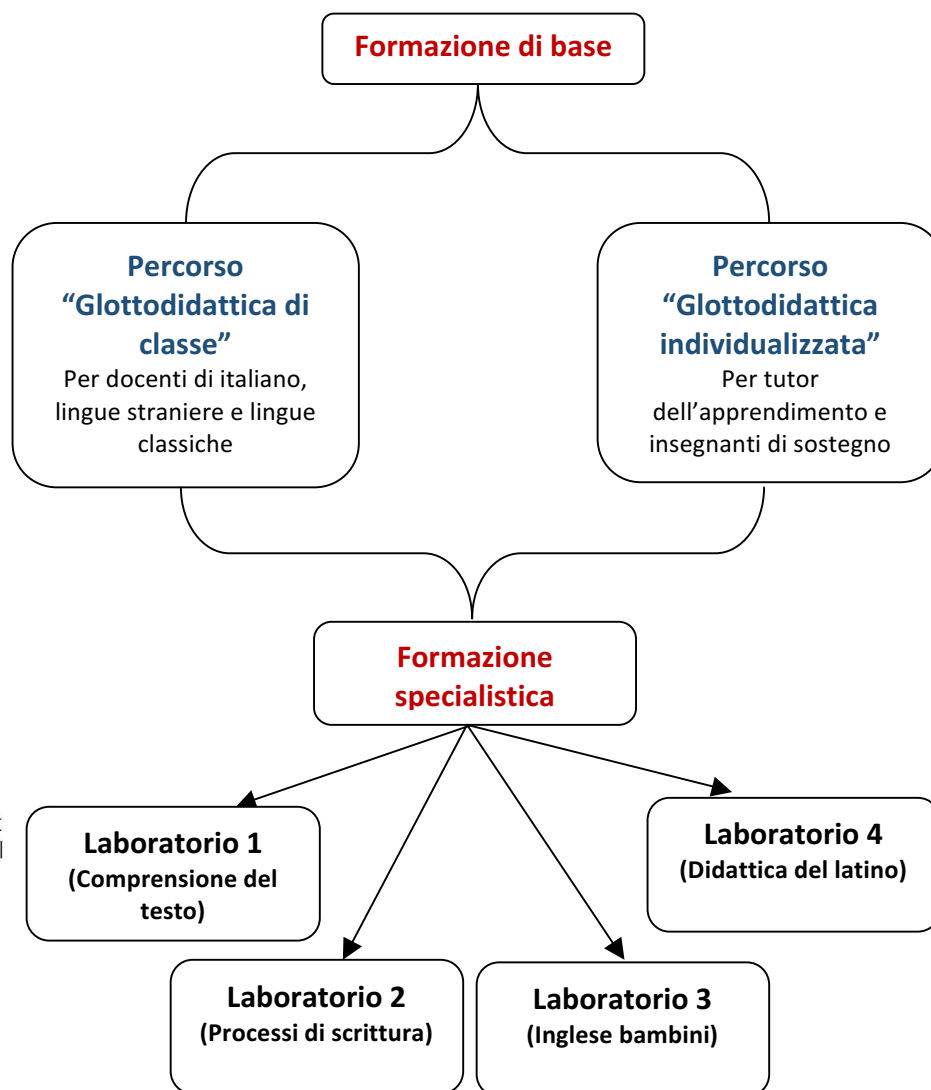 Formazione di base
Percorso
“Glottodidattica di
classe”
Per docenti di italiano,
lingue straniere e lingue
classiche
Percorso
“Glottodidattica
individualizzata”
Per tutor
dell’apprendimento e
insegnanti di sostegno
Formazione
specialistica
Laboratorio 1
(Comprensione del
testo)
Laboratorio 4
(Didattica del latino)
Laboratorio 2
(Processi di scrittura)
Laboratorio 3
(Inglese bambini)